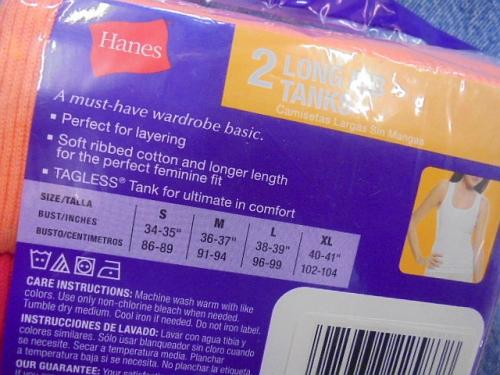 Hanes
2 LONG RIB
TANKS
Camisetas Largas Sin Mangas
A must-have wardrobe basic.
▪ Perfect for layering
▪ Soft ribbed cotton and longer length
for the perfect feminine fit
▪ TAGLESS® Tank for ultimate in comfort
SIZE/TALLA S M L XL
BUST/INCHES 34-35" 36-37" 38-39" 40-41"
BUSTO/CENTIMETROS 86-89 91-94 96-99 102-104
CARE INSTRUCTIONS: Machine wash warm with like
colors. Use only non-chlorine bleach when needed.
Tumble dry medium. Cool iron if needed. Do not iron label.
INSTRUCCIONES DE LAVADO: Lavar con agua tibia y
colores similares. Sólo usar blanqueador sin cloro cuando
se necesite. Secar a temperatura media. Planchar
a temperatura baja si se necesita. No planchar la etiqueta.
OUR GUARANTEE: Your